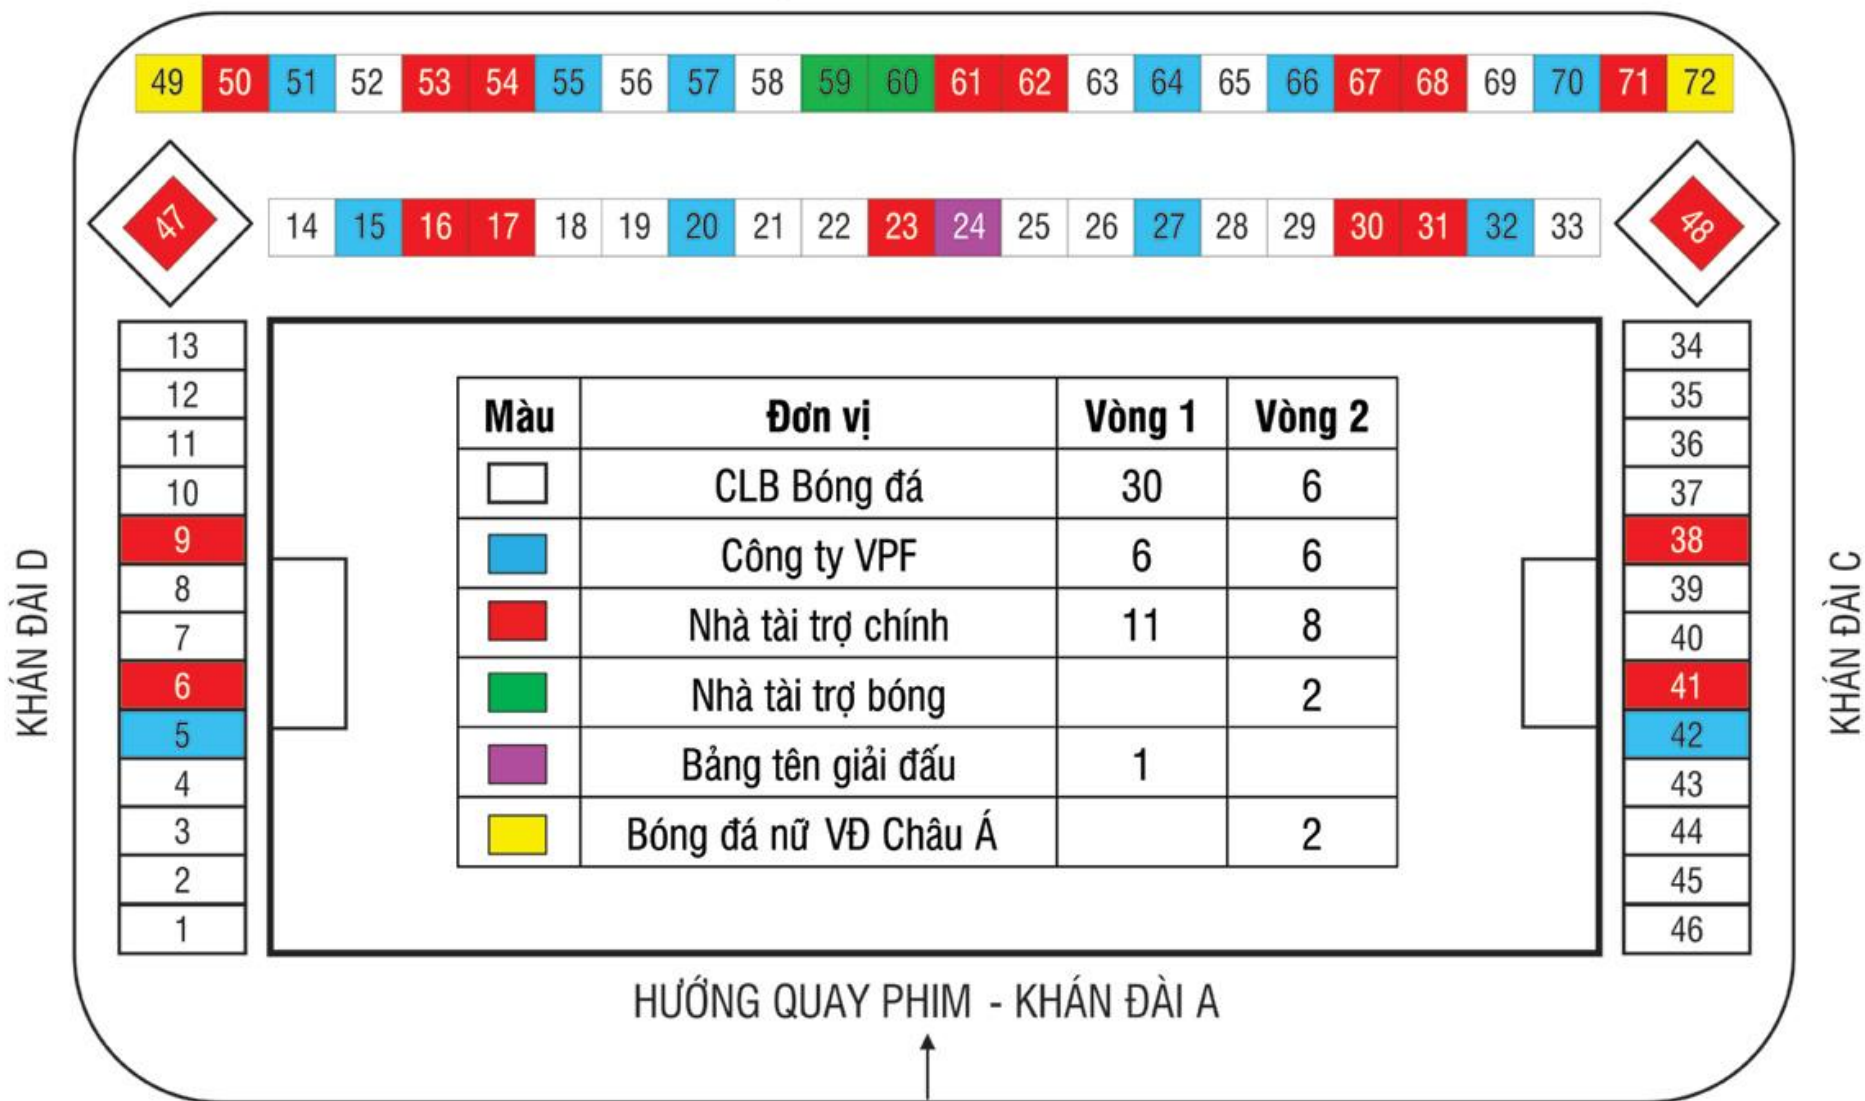 49 50 51 52 53 54 55 56 57 58 59 60 61 62 63 64 65 66 67 68 69 70 71 72
47
14 15 16 17 18 19 20 21 22 23 24 25 26 27 28 29 30 31 32 33
48
13
12
11
10
9
8
7
6
5
4
3
2
1
KHÁN ĐÀI D
Màu Đơn vị Vòng 1 Vòng 2
CLB Bóng đá 30 6
Công ty VPF 6 6
Nhà tài trợ chính 11 8
Nhà tài trợ bóng 2
Bảng tên giải đấu 1
Bóng đá nữ VĐ Châu Á 2
34
35
36
37
38
39
40
41
42
43
44
45
46
KHÁN ĐÀI C
HƯỚNG QUAY PHIM - KHÁN ĐÀI A